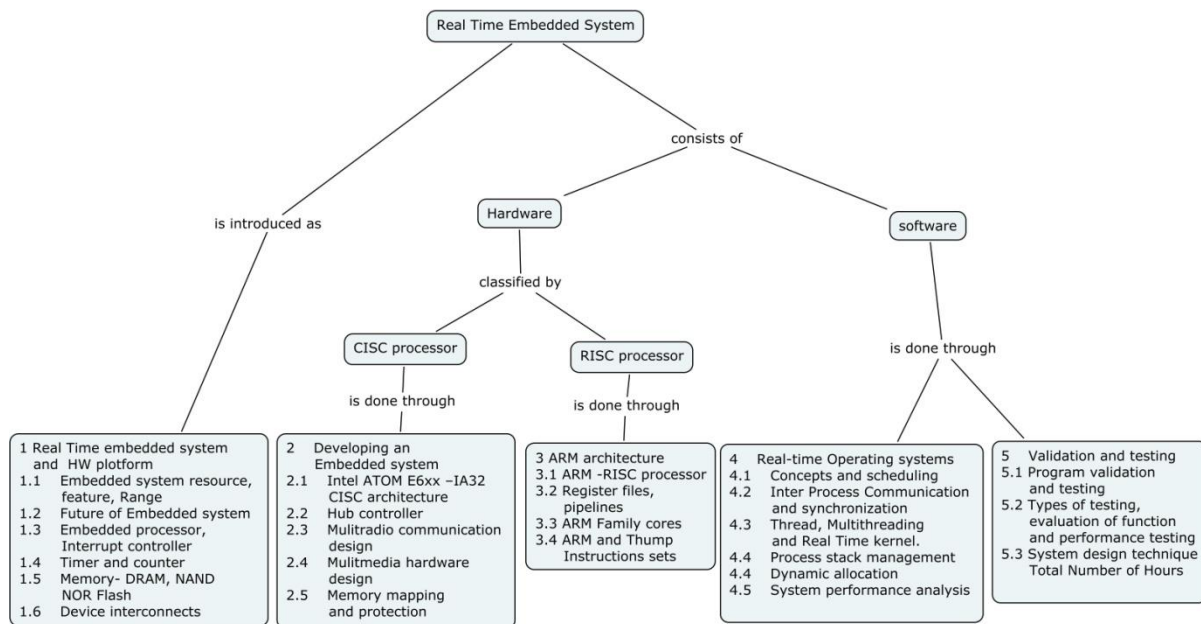 Real Time Embedded System
consists of
is introduced as
Hardware
software
classified by
CISC processor
RISC processor
is done through
is done through
is done through
1 Real Time embedded system
and HW plotform
1.1 Embedded system resource,
feature, Range
1.2 Future of Embedded system
1.3 Embedded processor,
Interrupt controller
1.4 Timer and counter
1.5 Memory- DRAM, NAND
NOR Flash
1.6 Device interconnects
2 Developing an
Embedded system
2.1 Intel ATOM E6xx –IA32
CISC architecture
2.2 Hub controller
2.3 Mulitradio communication
design
2.4 Mulitmedia hardware
design
2.5 Memory mapping
and protection
3 ARM architecture
3.1 ARM -RISC processor
3.2 Register files,
pipelines
3.3 ARM Family cores
3.4 ARM and Thump
Instructions sets
4 Real-time Operating systems
4.1 Concepts and scheduling
4.2 Inter Process Communication
and synchronization
4.3 Thread, Multithreading
and Real Time kernel.
4.4 Process stack management
4.4 Dynamic allocation
4.5 System performance analysis
5 Validation and testing
5.1 Program validation
and testing
5.2 Types of testing,
evaluation of function
and performance testing
5.3 System design technique
Total Number of Hours